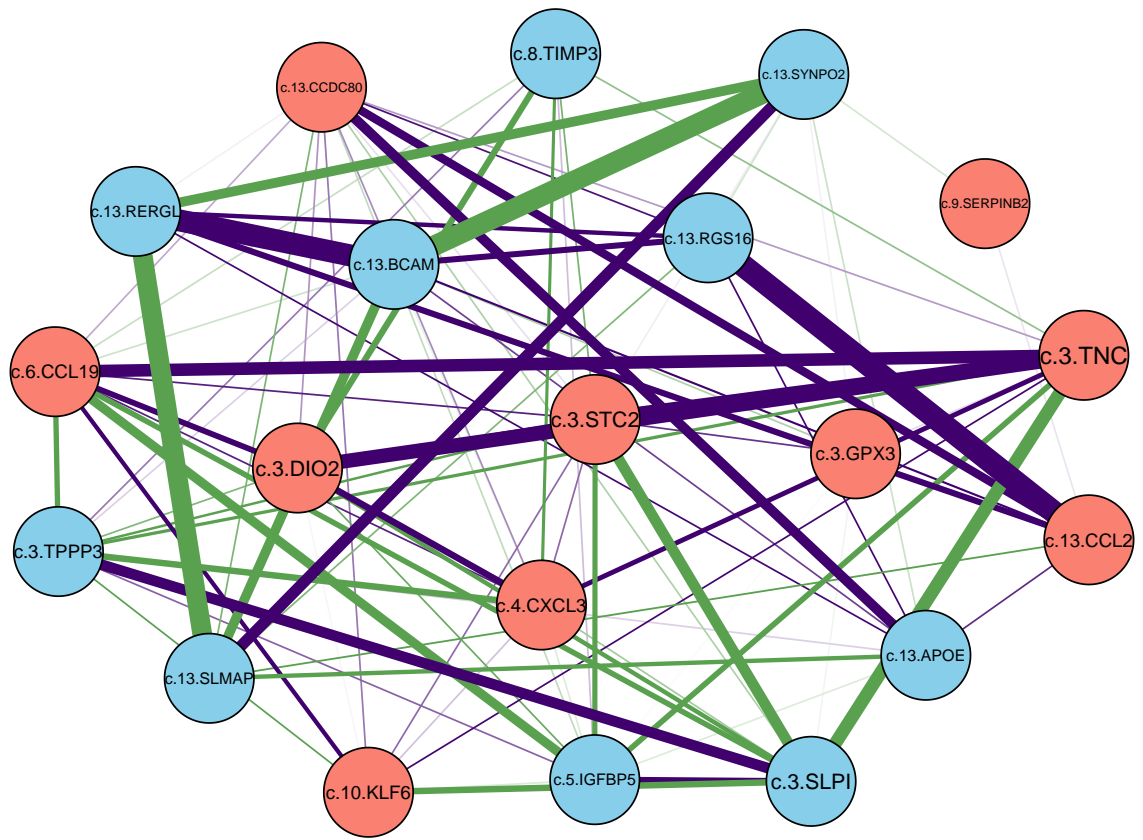 c.8.TIMP3
c.13.SYNPO2
c.13.CCDC80
c.9.SERPINB2
c.13.RERGL
c.13.RGS16
c.13.BCAM
c.3.TNC
c.6.CCL19
c.3.STC2
c.3.GPX3
c.3.DIO2
c.13.CCL2
c.3.TPPP3
c.4.CXCL3
c.13.APOE
c.13.SLMAP
c.5.IGFBP5
c.3.SLPI
c.10.KLF6